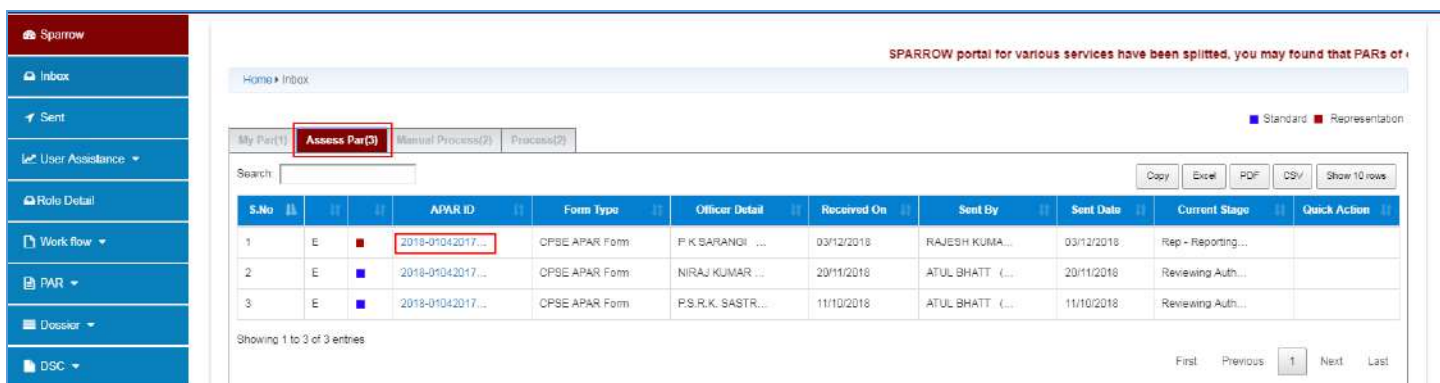 Sparrow
Inbox
Sent
User Assistance
Role Detail
Work flow
PAR
Dossier
DSC
SPARROW portal for various services have been splitted, you may found that PARs of
Home Inbox
Standard Representation
My Par(1) Assess Par(3) Manual Process(2) Process(2)
Search:
Copy Excel PDF CSV Show 10 rows
S.No APAR ID Form Type Officer Detail Received On Sent By Sent Date Current Stage Quick Action
1 E 2018-01042017... CPSE APAR Form P K SARANGI ... 03/12/2018 RAJESH KUMA... 03/12/2018 Rep - Reporting...
2 E 2018-01042017... CPSE APAR Form NIRAJ KUMAR ... 20/11/2018 ATUL BHATT (... 20/11/2018 Reviewing Auth...
3 E 2018-01042017... CPSE APAR Form P.S.R.K. SASTR... 11/10/2018 ATUL BHATT (... 11/10/2018 Reviewing Auth...
Showing 1 to 3 of 3 entries
First Previous 1 Next Last